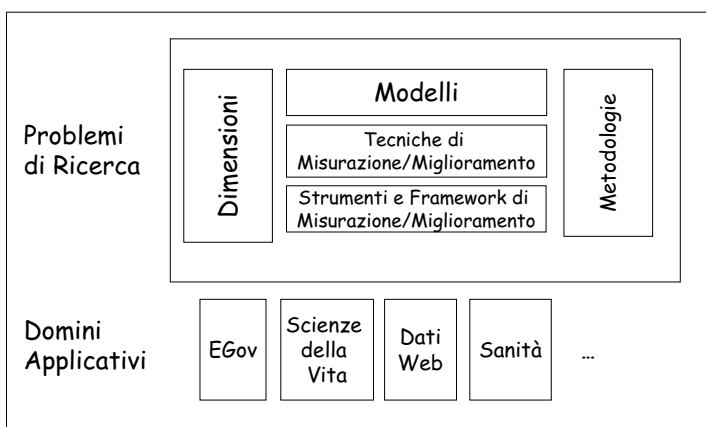 Problemi
di Ricerca
Dimensioni
Modelli
Tecniche di
Misurazione/Miglioramento
Strumenti e Framework di
Misurazione/Miglioramento
Metodologie
Domini
Applicativi
EGov
Scienze
della
Vita
Dati
Web
Sanità
...